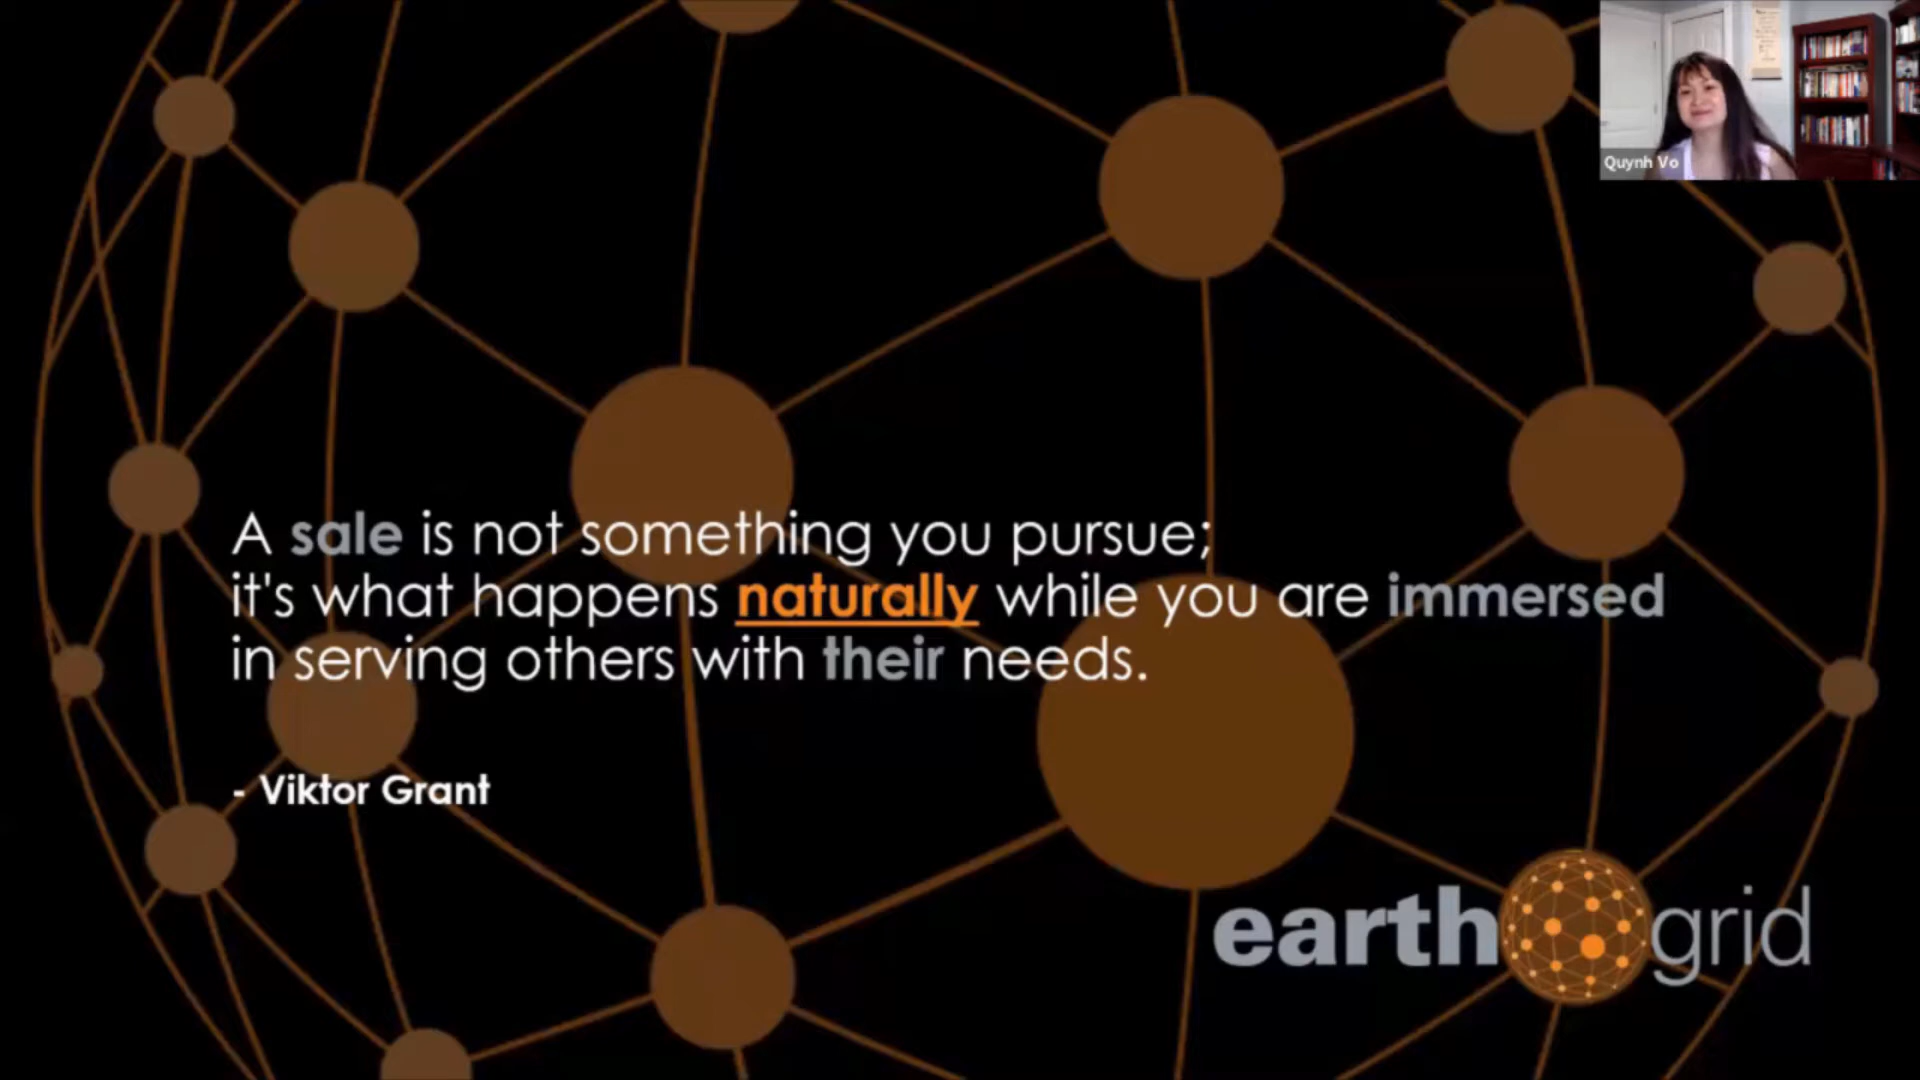 Quynh Vo
A sale is not something you pursue;
it's what happens naturally while you are immersed
in serving others with their needs.
- Viktor Grant
earth grid